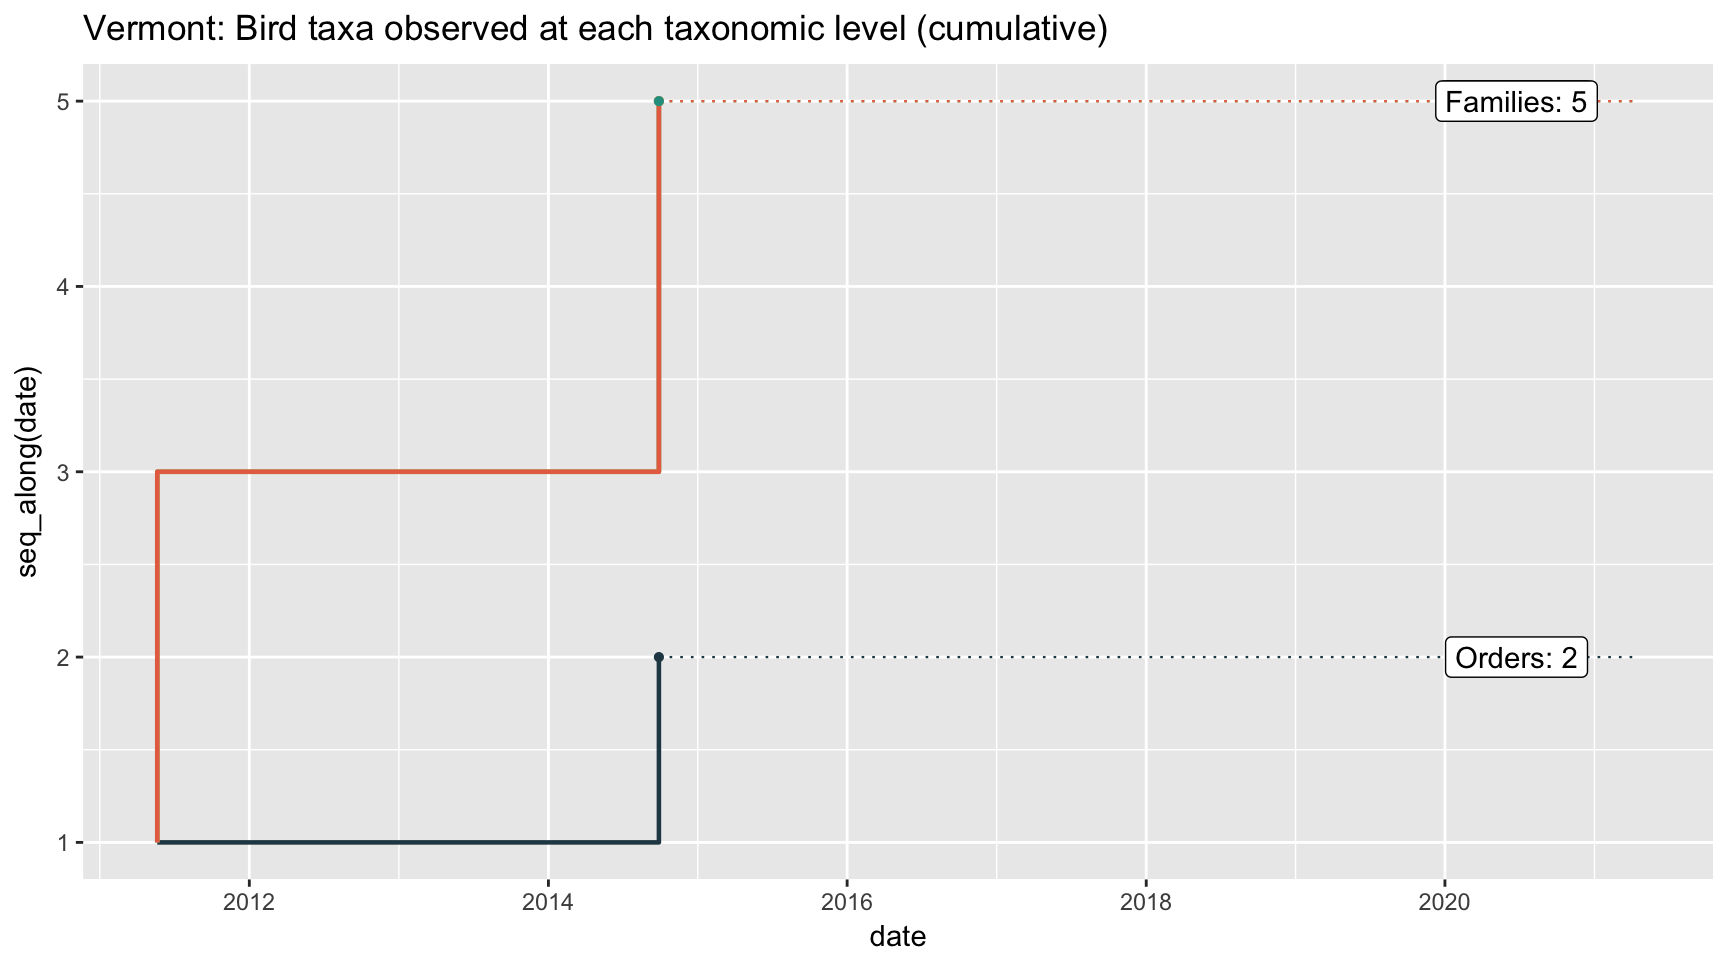 Vermont: Bird taxa observed at each taxonomic level (cumulative)
5
Families: 5
4
seq_along(date)
3
2
Orders: 2
1
2012 2014 2016 2018 2020
date